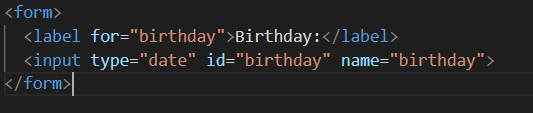 <form>
  <label for="birthday">Birthday:</label>
  <input type="date" id="birthday" name="birthday">
</form>